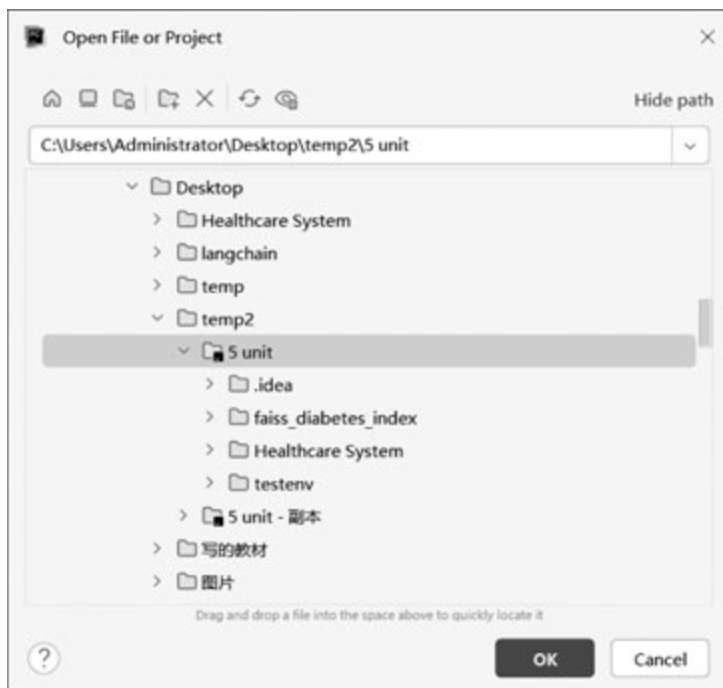 Open File or Project
Hide path
C:\Users\Administrator\Desktop\temp2\5 unit
Desktop
Healthcare System
langchain
temp
temp2
5 unit
.idea
faiss_diabetes_index
Healthcare System
testenv
5 unit - 副本
写的教材
图片
Drag and drop a file into the space above to quickly locate it
?
OK
Cancel